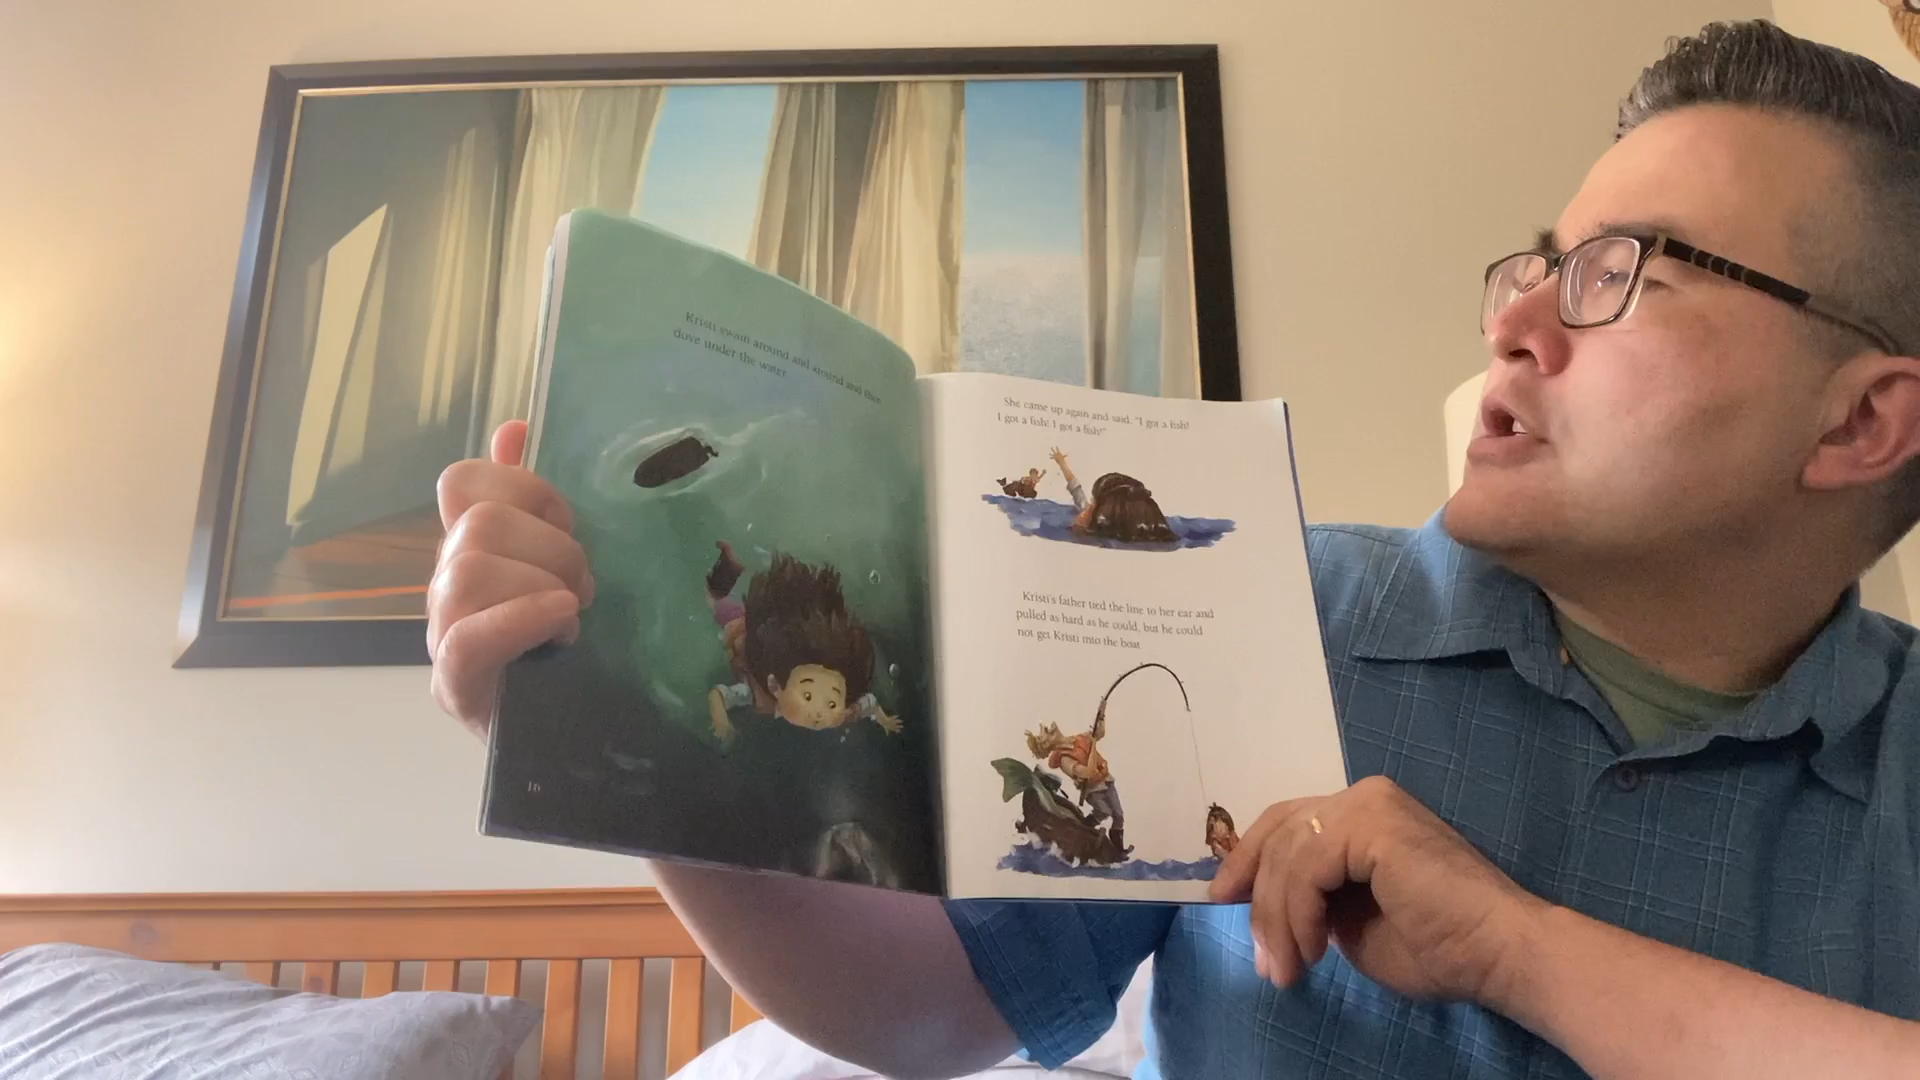 Kristi swam around and around and then
dove under the water.
16
She came up again and said, "I got a fish!
I got a fish! I got a fish!"
Kristi's father tied the line to her ear and
pulled as hard as he could, but he could
not get Kristi into the boat.